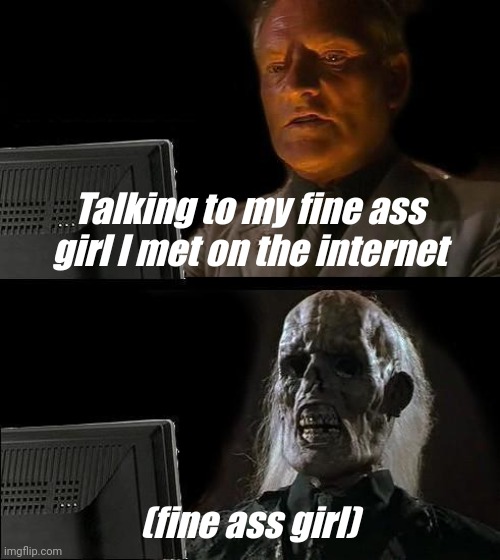 Talking to my fine ass
girl I met on the internet
(fine ass girl)
imgflip.com